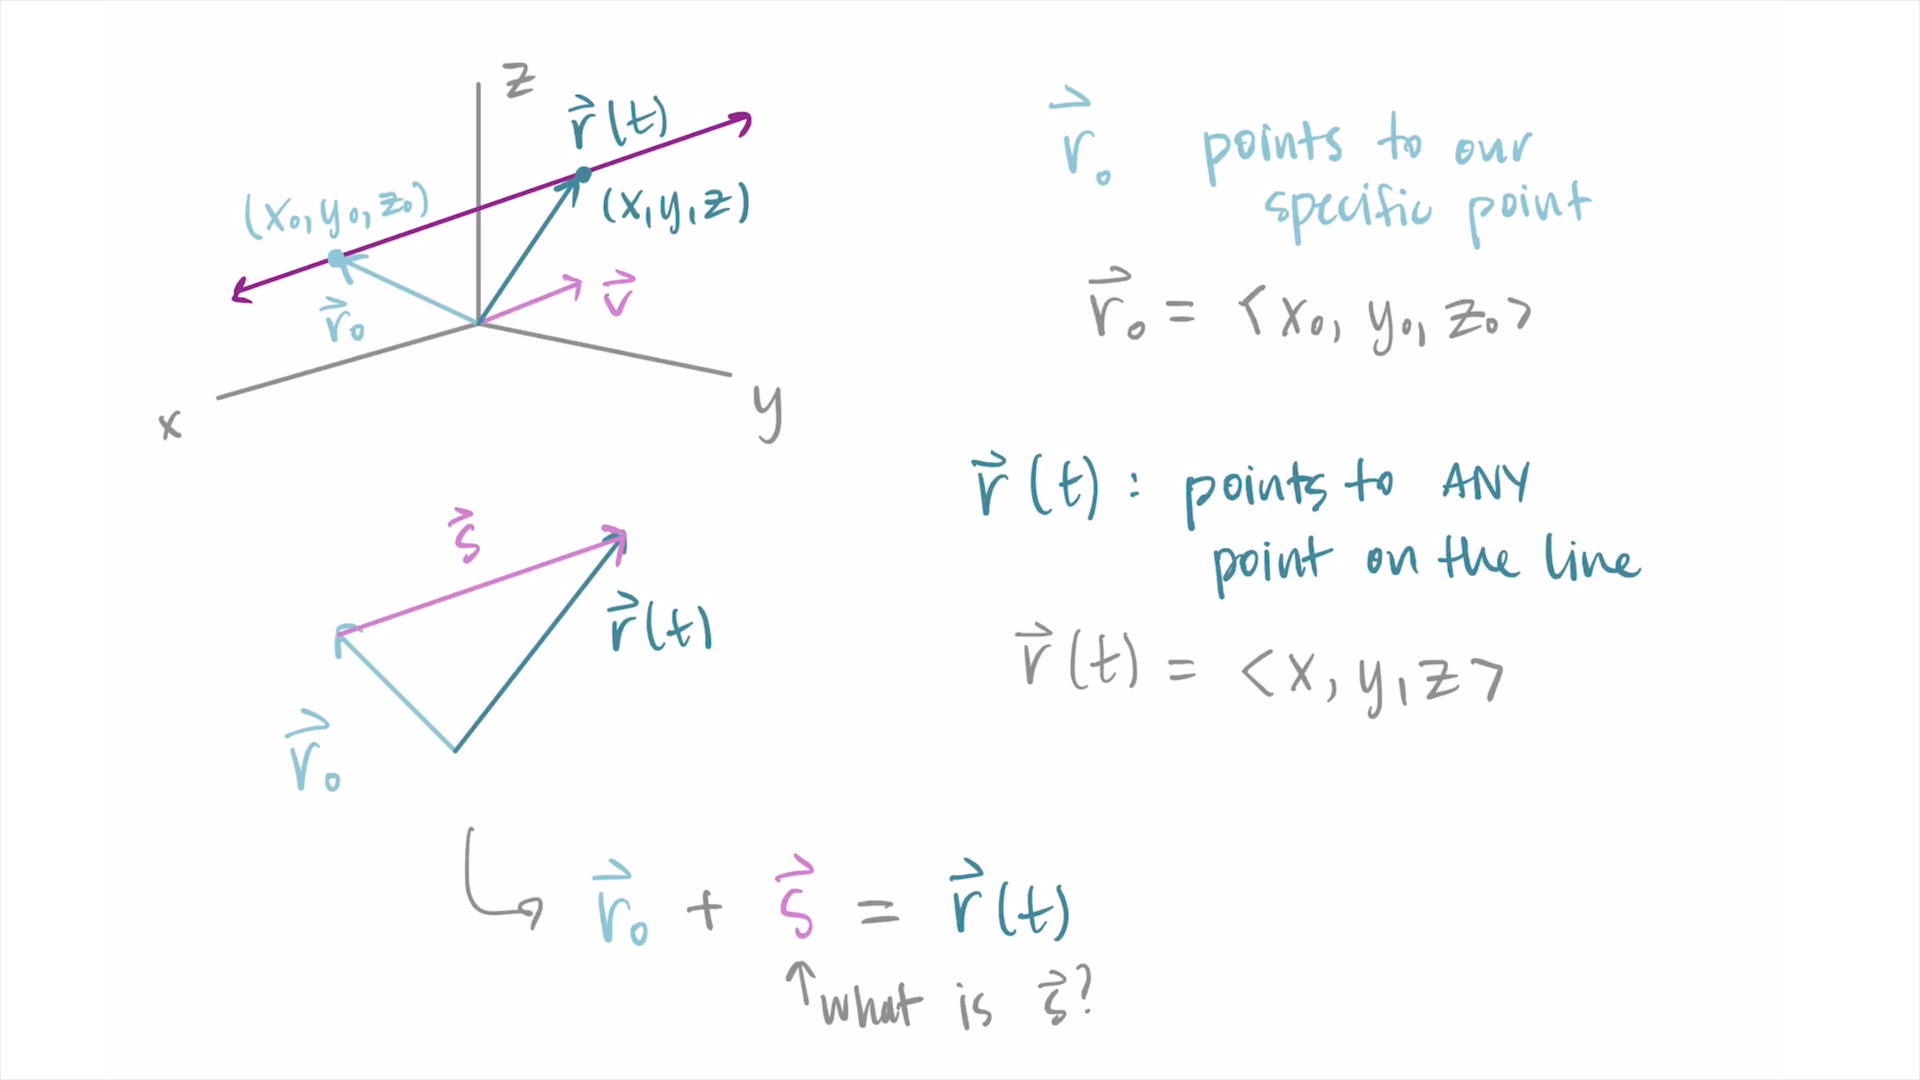 z
r⃗(t)
(x₀, y₀, z₀)
(x, y, z)
v⃗
r⃗₀
x
y
s⃗
r⃗(t)
r⃗₀
r⃗₀ + s⃗ = r⃗(t)
↑ what is s⃗?
r⃗₀ points to our
specific point
r⃗₀ = <x₀, y₀, z₀>
r⃗(t) : points to ANY
point on the line
r⃗(t) = <x, y, z>